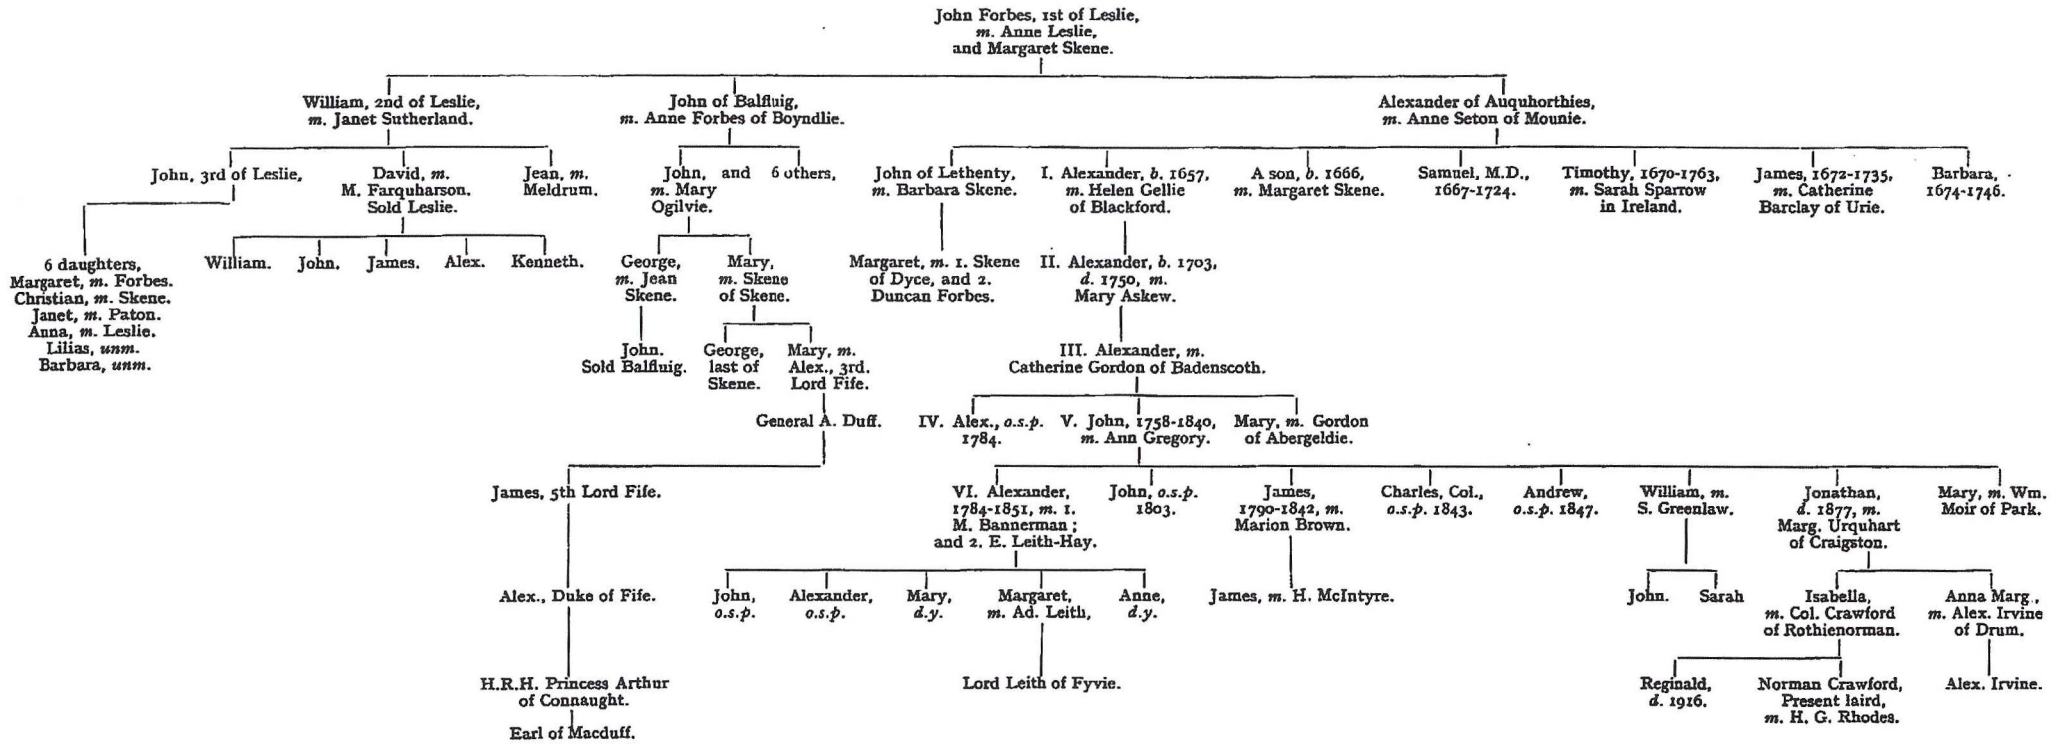 John Forbes, 1st of Leslie,
m. Anne Leslie,
and Margaret Skene.
William, 2nd of Leslie,
m. Janet Sutherland.
John of Balfluig,
m. Anne Forbes of Boyndlie.
Alexander of Auquhorthies,
m. Anne Seton of Mounie.
John, 3rd of Leslie,
David, m.
M. Farquharson.
Sold Leslie.
Jean, m.
Meldrum.
John, and 6 others,
m. Mary
Ogilvie.
John of Lethenty,
m. Barbara Skene.
I. Alexander, b. 1657,
m. Helen Gellie
of Blackford.
A son, b. 1666,
m. Margaret Skene.
Samuel, M.D.,
1667-1724.
Timothy, 1670-1763,
m. Sarah Sparrow
in Ireland.
James, 1672-1735,
m. Catherine
Barclay of Urie.
Barbara,
1674-1746.
6 daughters,
Margaret, m. Forbes.
Christian, m. Skene.
Janet, m. Paton.
Anna, m. Leslie.
Lilias, unm.
Barbara, unm.
William. John. James. Alex. Kenneth.
George,
m. Jean
Skene.
Mary,
m. Skene
of Skene.
Margaret, m. 1. Skene
of Dyce, and 2.
Duncan Forbes.
II. Alexander, b. 1703,
d. 1750, m.
Mary Askew.
John.
Sold Balfluig.
George,
last of
Skene.
Mary, m.
Alex., 3rd.
Lord Fife.
III. Alexander, m.
Catherine Gordon of Badenscoth.
General A. Duff.
IV. Alex., o.s.p.
1784.
V. John, 1758-1840,
m. Ann Gregory.
Mary, m. Gordon
of Abergeldie.
James, 5th Lord Fife.
VI. Alexander,
1784-1851, m. 1.
M. Bannerman;
and 2. E. Leith-Hay.
John, o.s.p.
1803.
James,
1790-1842, m.
Marion Brown.
Charles, Col.,
o.s.p. 1843.
Andrew,
o.s.p. 1847.
William, m.
S. Greenlaw.
Jonathan,
d. 1877, m.
Marg. Urquhart
of Craigston.
Mary, m. Wm.
Moir of Park.
Alex., Duke of Fife.
John,
o.s.p.
Alexander,
o.s.p.
Mary,
d.y.
Margaret,
m. Ad. Leith,
Anne,
d.y.
James, m. H. McIntyre.
John. Sarah
Isabella,
m. Col. Crawford
of Rothienorman.
Anna Marg.,
m. Alex. Irvine
of Drum.
H.R.H. Princess Arthur
of Connaught.
Lord Leith of Fyvie.
Reginald,
d. 1916.
Norman Crawford,
Present laird,
m. H. G. Rhodes.
Alex. Irvine.
Earl of Macduff.